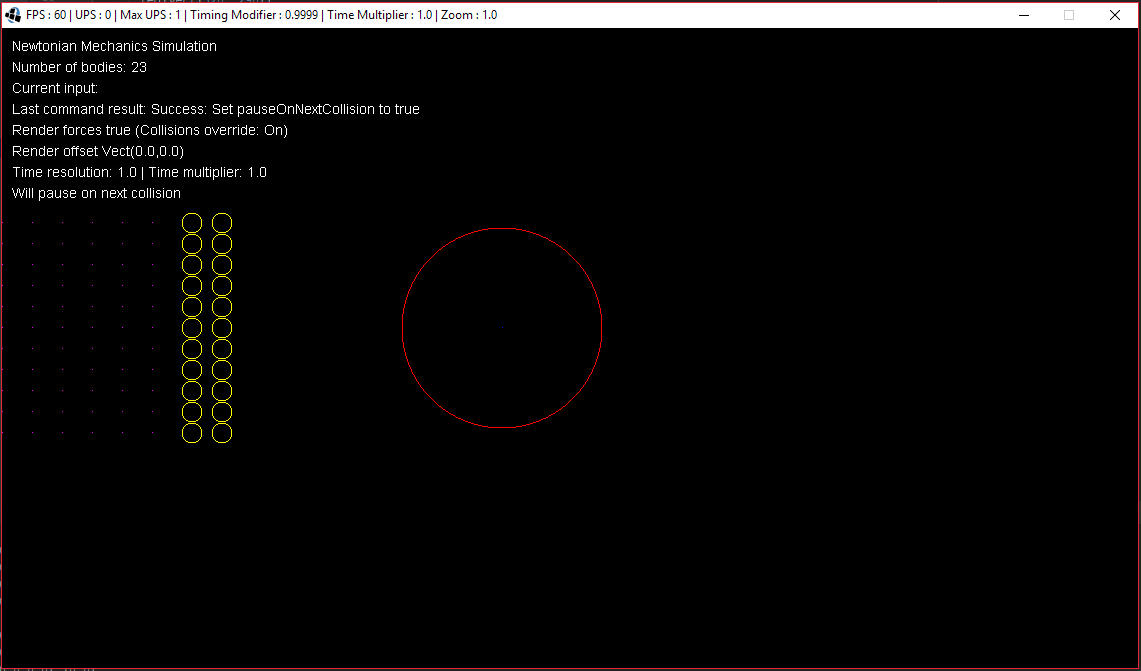 FPS : 60 | UPS : 0 | Max UPS : 1 | Timing Modifier : 0.9999 | Time Multiplier : 1.0 | Zoom : 1.0
Newtonian Mechanics Simulation
Number of bodies: 23
Current input:
Last command result: Success: Set pauseOnNextCollision to true
Render forces true (Collisions override: On)
Render offset Vect(0.0,0.0)
Time resolution: 1.0 | Time multiplier: 1.0
Will pause on next collision